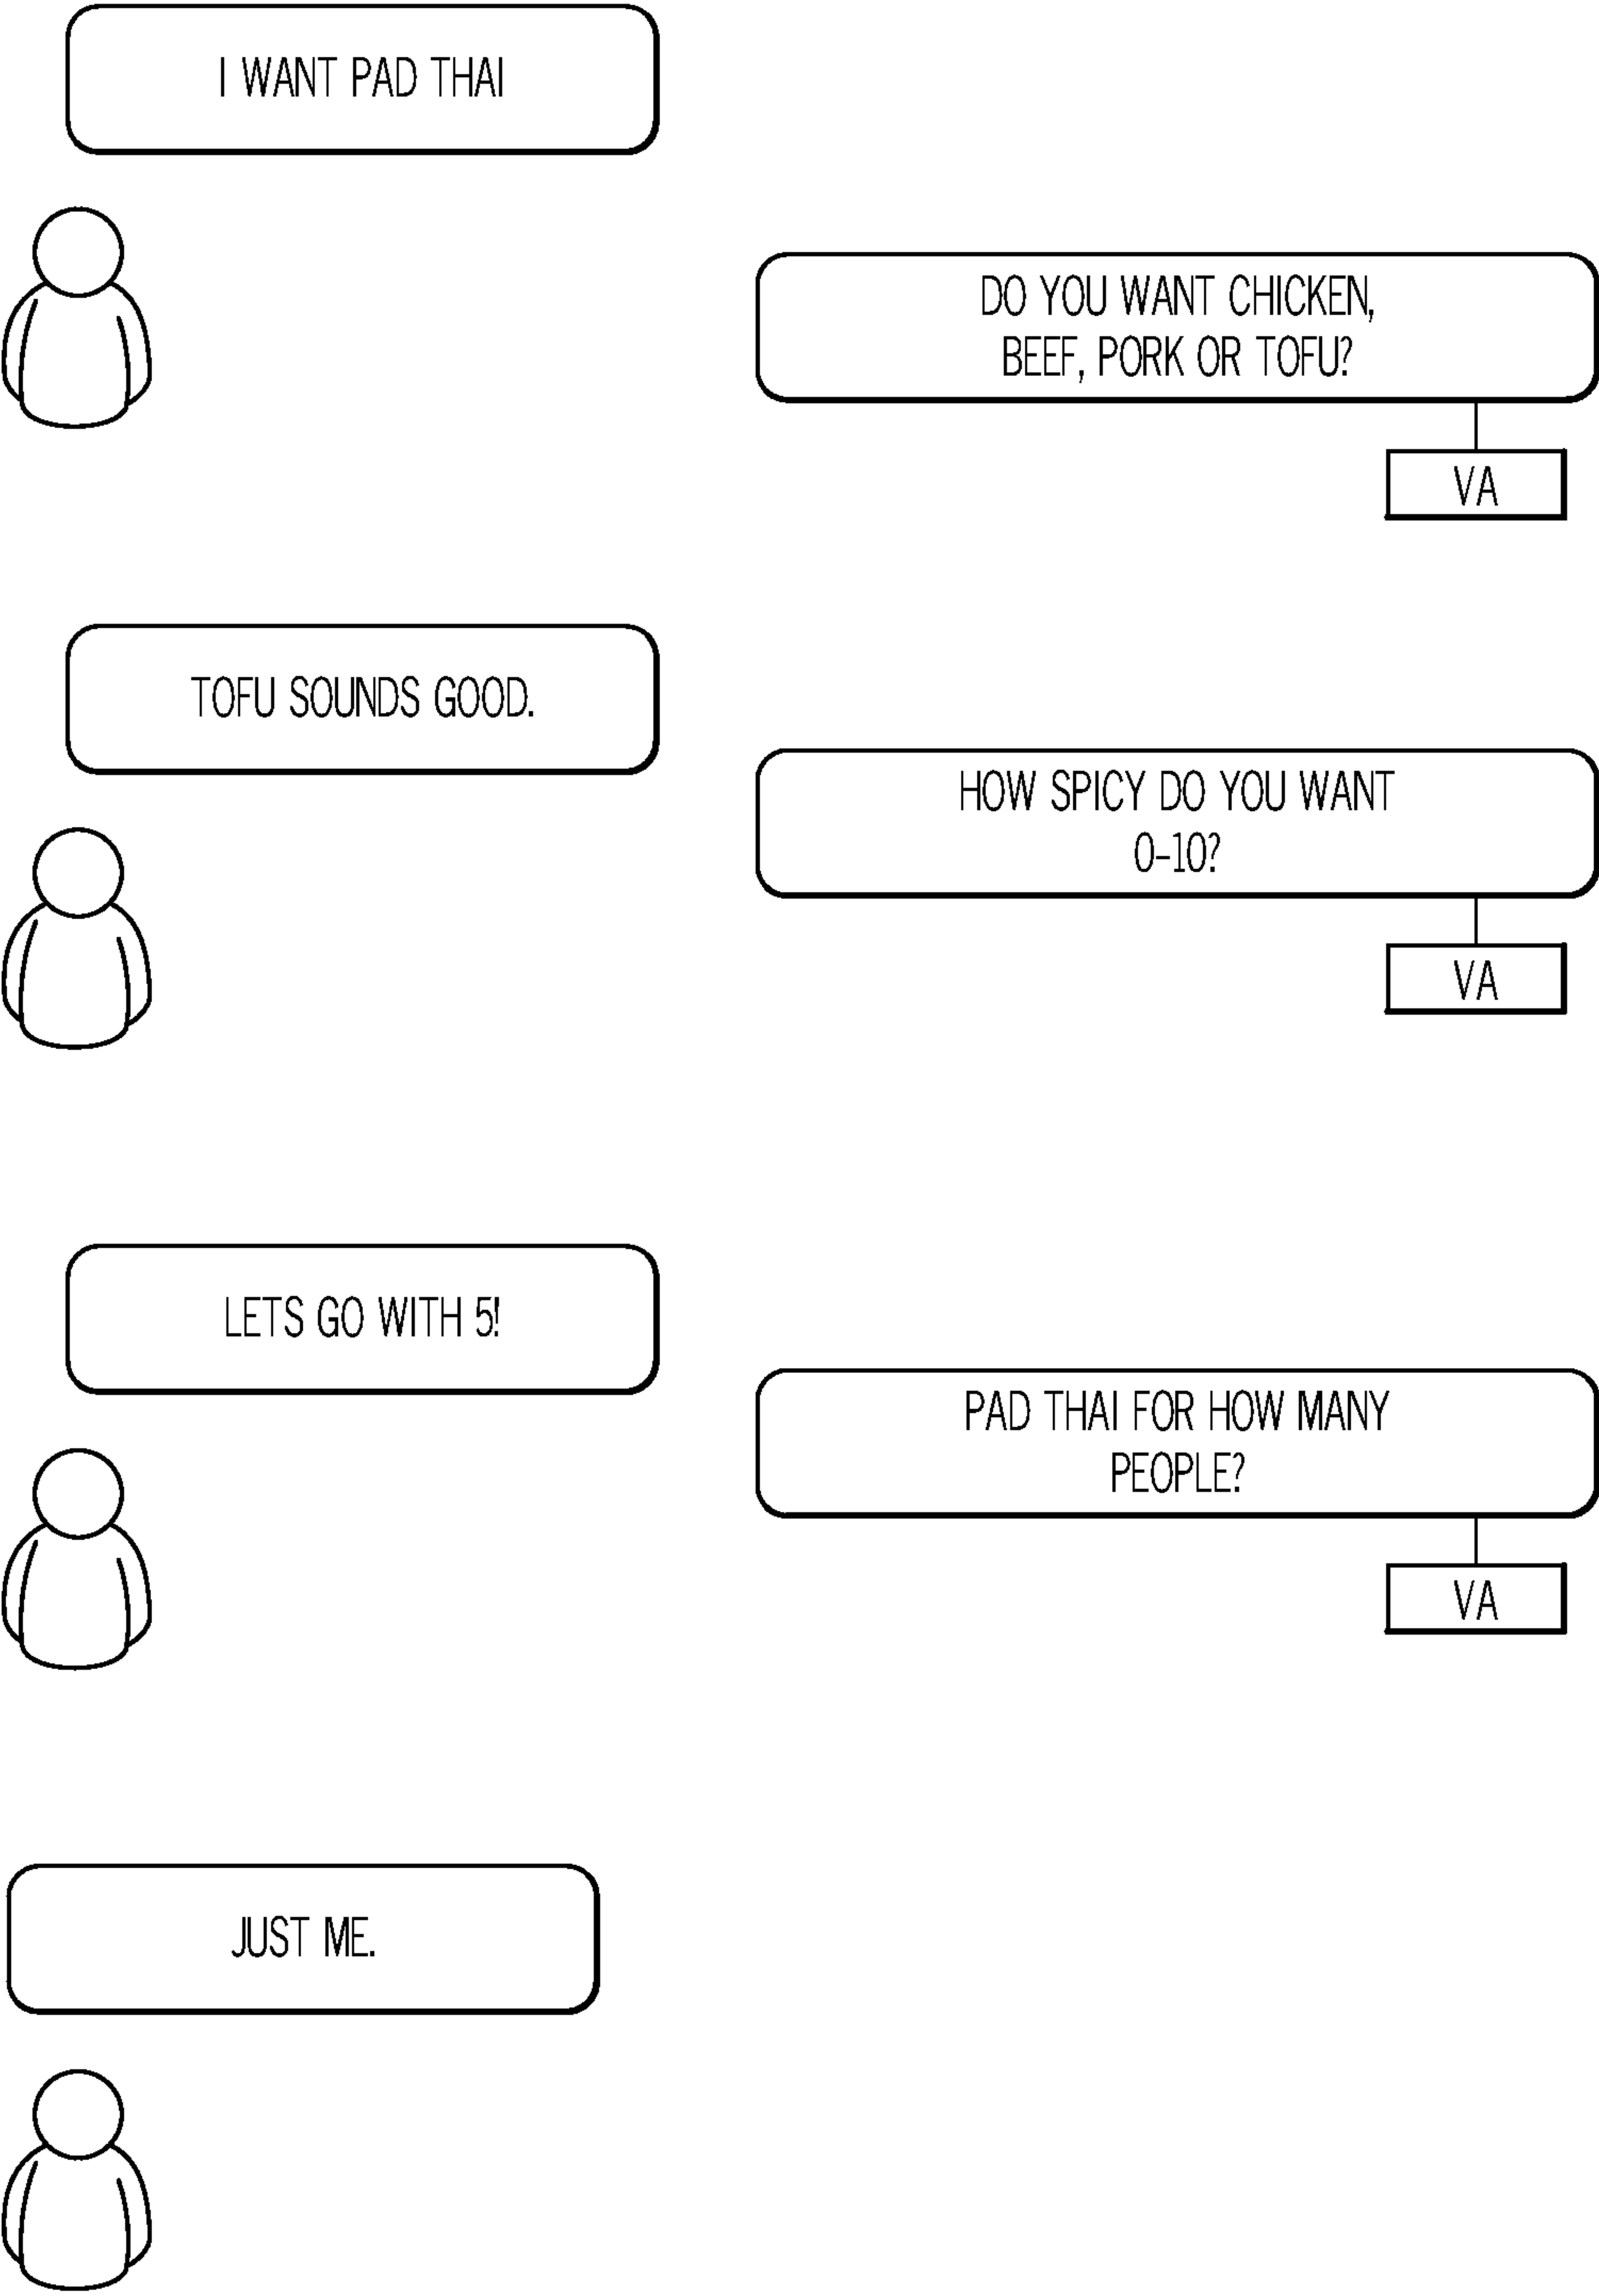 I WANT PAD THAI
DO YOU WANT CHICKEN,
BEEF, PORK OR TOFU?
VA
TOFU SOUNDS GOOD.
HOW SPICY DO YOU WANT
0-10?
VA
LETS GO WITH 5!
PAD THAI FOR HOW MANY
PEOPLE?
VA
JUST ME.